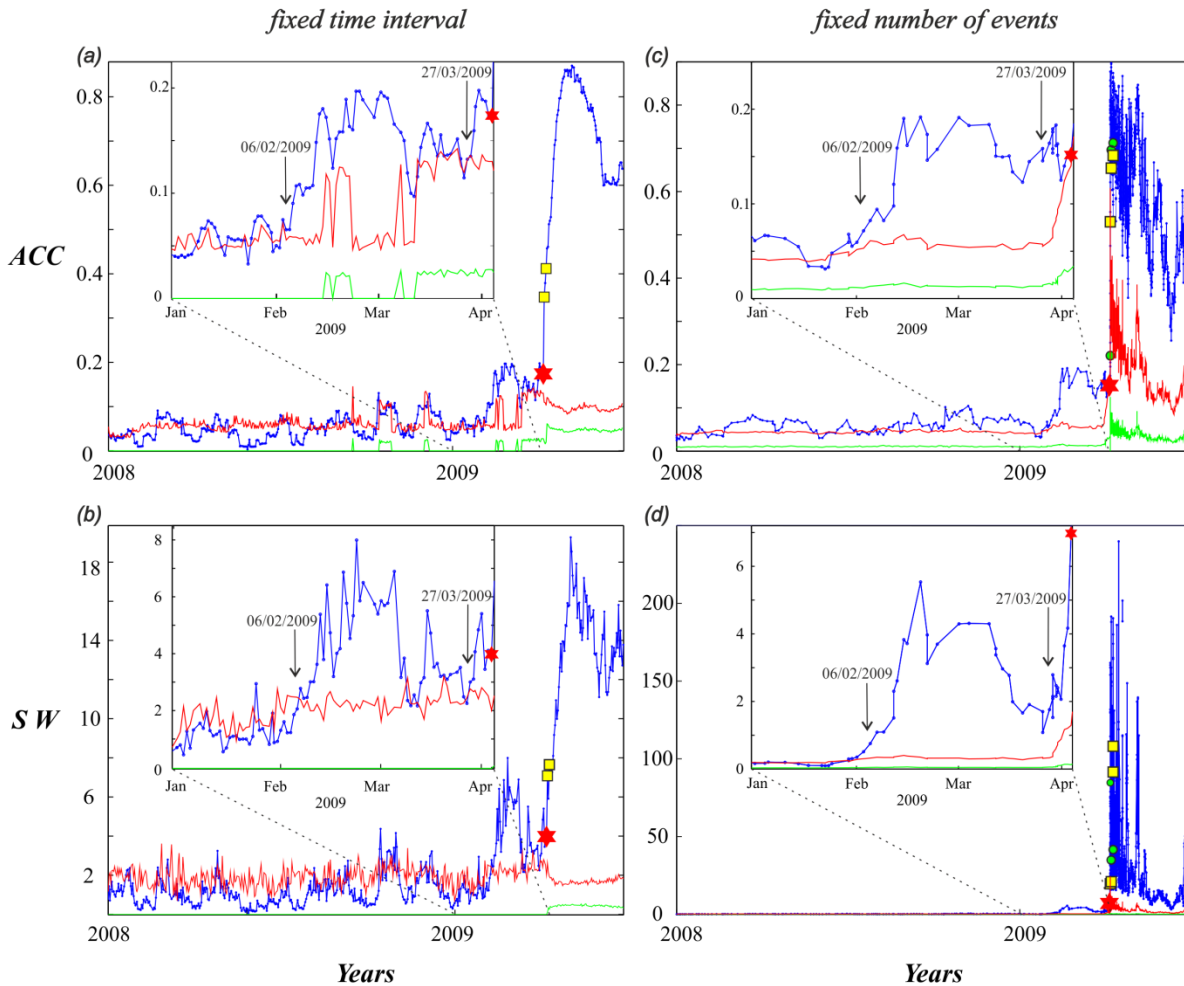 fixed time interval
fixed number of events
(a)
0.8
0.6
0.4
0.2
0
ACC
0.2
0.1
0
06/02/2009
27/03/2009
Jan
Feb
Mar
Apr
2009
2008
2009
(c)
0.8
0.6
0.4
0.2
0
0.2
0.1
0
06/02/2009
27/03/2009
Jan
Feb
Mar
Apr
2009
2008
2009
(b)
18
14
10
6
2
SW
8
6
4
2
0
06/02/2009
27/03/2009
Feb
Mar
Apr
Jan
2009
2008
2009
Years
(d)
200
150
100
50
0
6
4
2
0
06/02/2009
27/03/2009
Jan
Feb
Mar
Apr
2009
2008
2009
Years